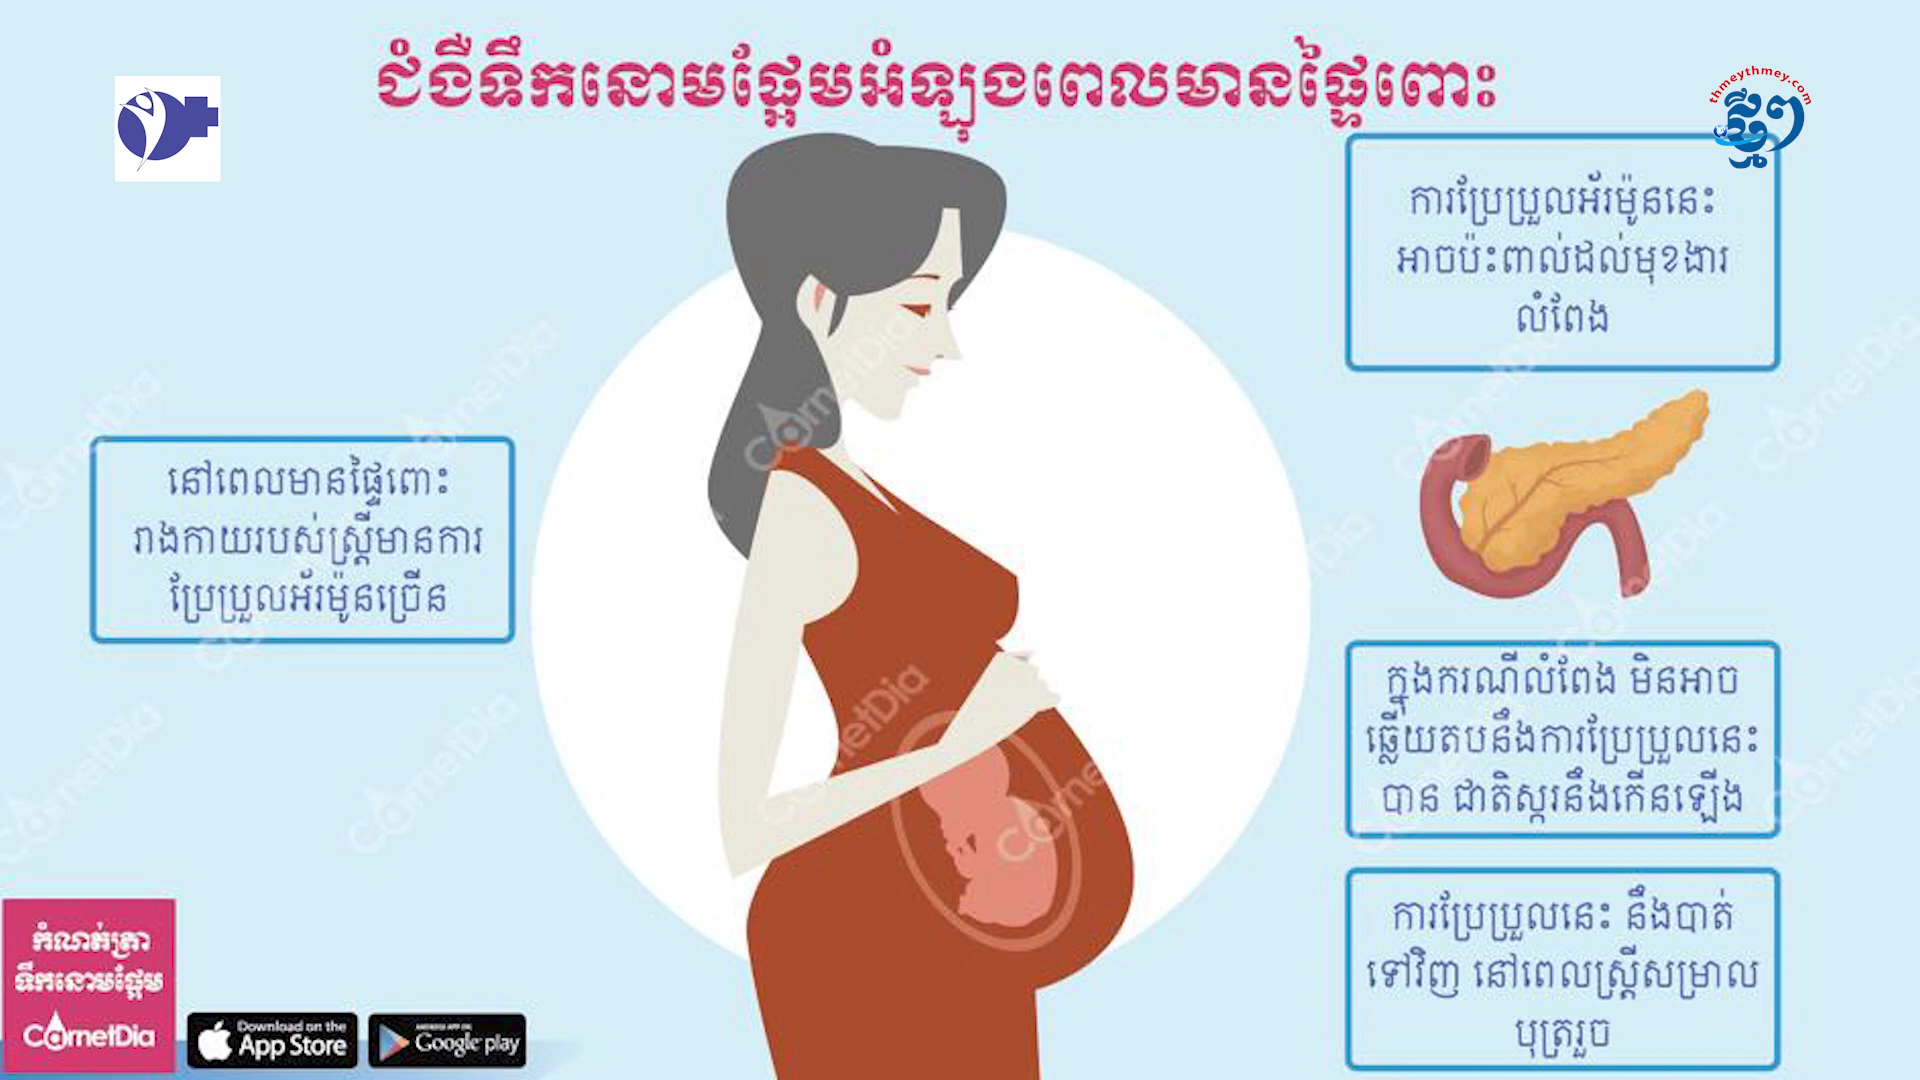 ជំងឺទឹកនោមផ្អែមអំឡុងពេលមានផ្ទៃពោះ
thmeythmey.com
ថ្មីៗ
នៅពេលមានផ្ទៃពោះ
រាងកាយរបស់ស្ត្រីមានការ
ប្រែប្រួលអ័រម៉ូនច្រើន
ការប្រែប្រួលអ័រម៉ូននេះ
អាចប៉ះពាល់ដល់មុខងារ
លំពែង
ក្នុងករណីលំពែង មិនអាច
ឆ្លើយតបនឹងការប្រែប្រួលនេះ
បាន ជាតិស្ករនឹងកើនឡើង
ការប្រែប្រួលនេះ នឹងបាត់
ទៅវិញ នៅពេលស្ត្រីសម្រាល
បុត្ររួច
កំណត់ត្រា
ទឹកនោមផ្អែម
CarnetDia
Download on the
App Store
ANDROID APP ON
Google play